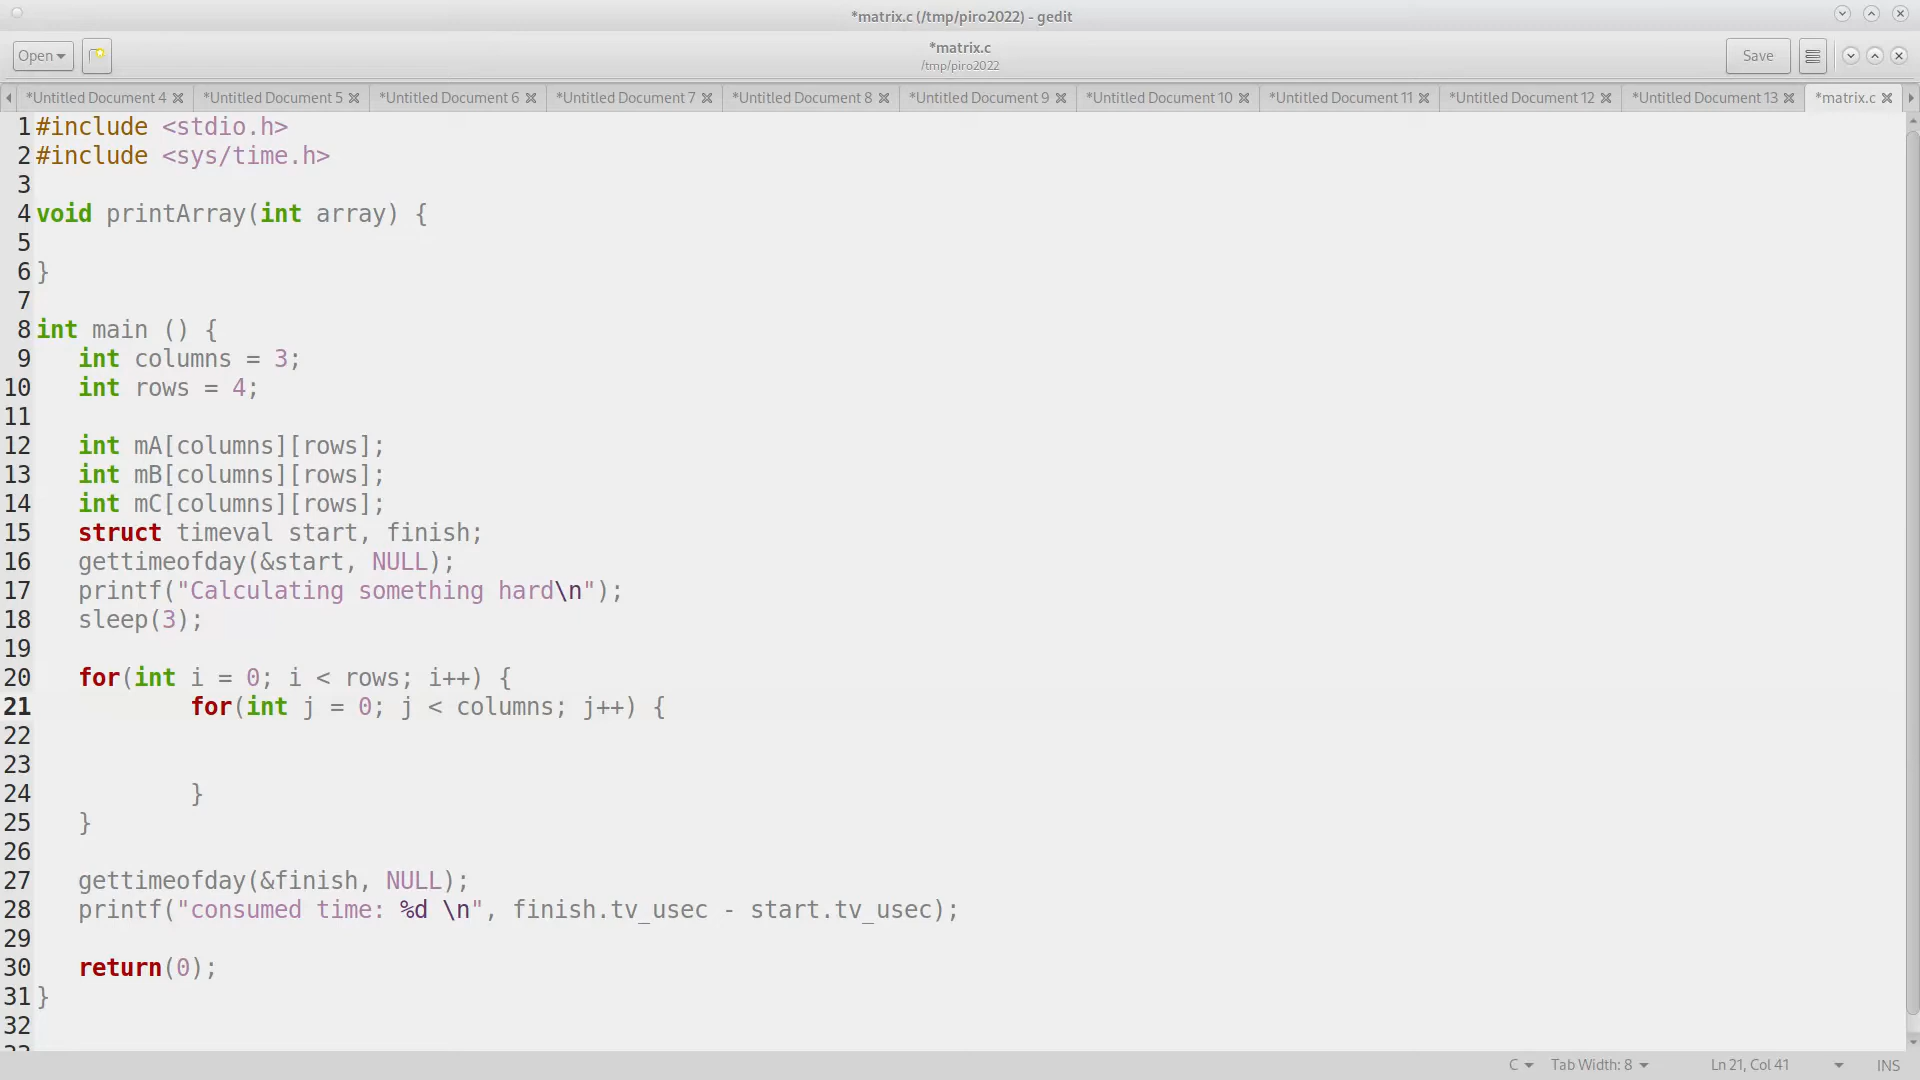 *matrix.c (/tmp/piro2022) - gedit
Open
*matrix.c
/tmp/piro2022
Save
*Untitled Document 4 *Untitled Document 5 *Untitled Document 6 *Untitled Document 7 *Untitled Document 8 *Untitled Document 9 *Untitled Document 10 *Untitled Document 11 *Untitled Document 12 *Untitled Document 13 *matrix.c
1 #include <stdio.h>
2 #include <sys/time.h>
3
4 void printArray(int array) {
5
6 }
7
8 int main () {
9 int columns = 3;
10 int rows = 4;
11
12 int mA[columns][rows];
13 int mB[columns][rows];
14 int mC[columns][rows];
15 struct timeval start, finish;
16 gettimeofday(&start, NULL);
17 printf("Calculating something hard\n");
18 sleep(3);
19
20 for(int i = 0; i < rows; i++) {
21 for(int j = 0; j < columns; j++) {
22
23
24 }
25 }
26
27 gettimeofday(&finish, NULL);
28 printf("consumed time: %d \n", finish.tv_usec - start.tv_usec);
29
30 return(0);
31 }
32
C Tab Width: 8 Ln 21, Col 41 INS